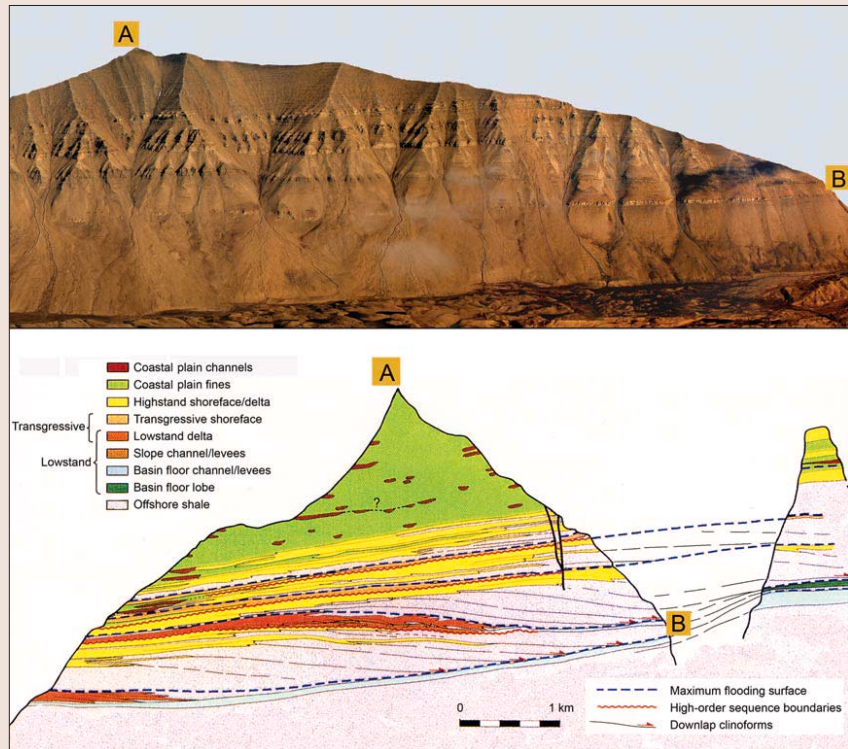 A
B
Coastal plain channels
Coastal plain fines
Highstand shoreface/delta
Transgressive
Transgressive shoreface
Lowstand delta
Lowstand
Slope channel/levees
Basin floor channel/levees
Basin floor lobe
Offshore shale
A
?
B
0 1 km
Maximum flooding surface
High-order sequence boundaries
Downlap clinoforms